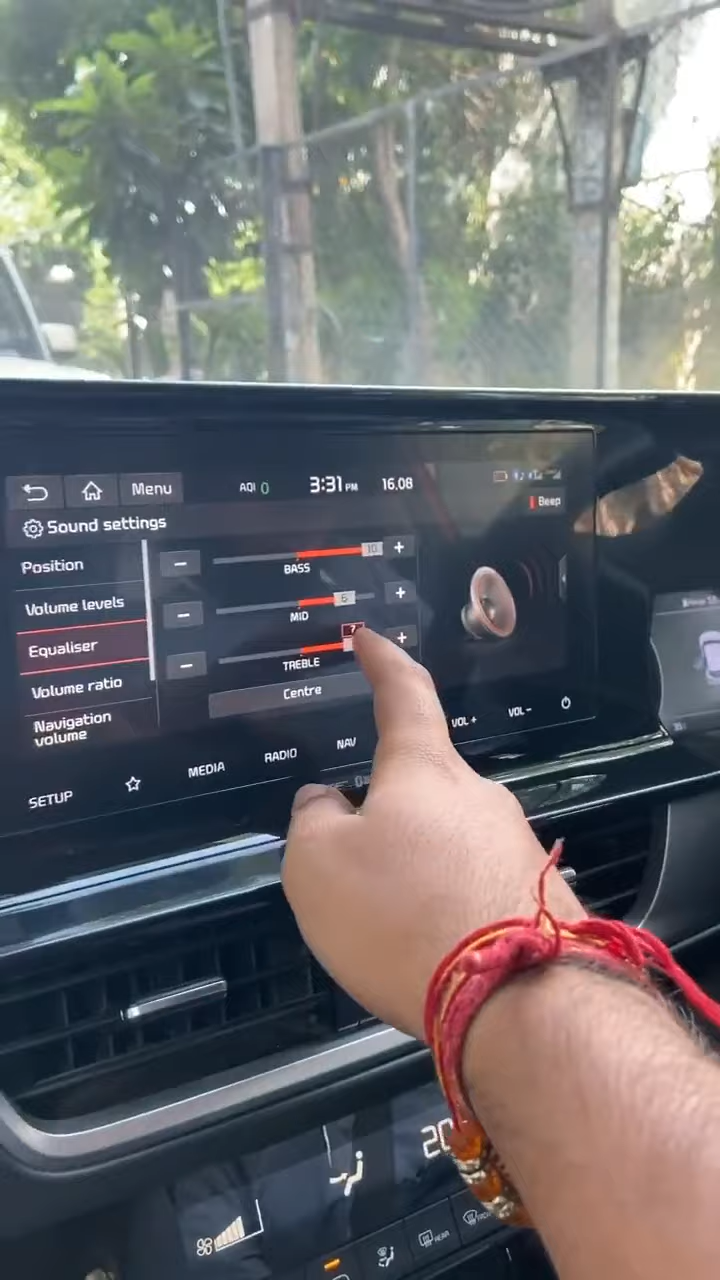 Menu
AQI 0
3:31 PM
16.08
Sound settings
Beep
Position
Volume levels
Equaliser
Volume ratio
Navigation
volume
- 10 +
BASS
- 6 +
MID
- 7 +
TREBLE
Centre
SETUP
MEDIA
RADIO
NAV
VOL+
VOL-
20
REAR